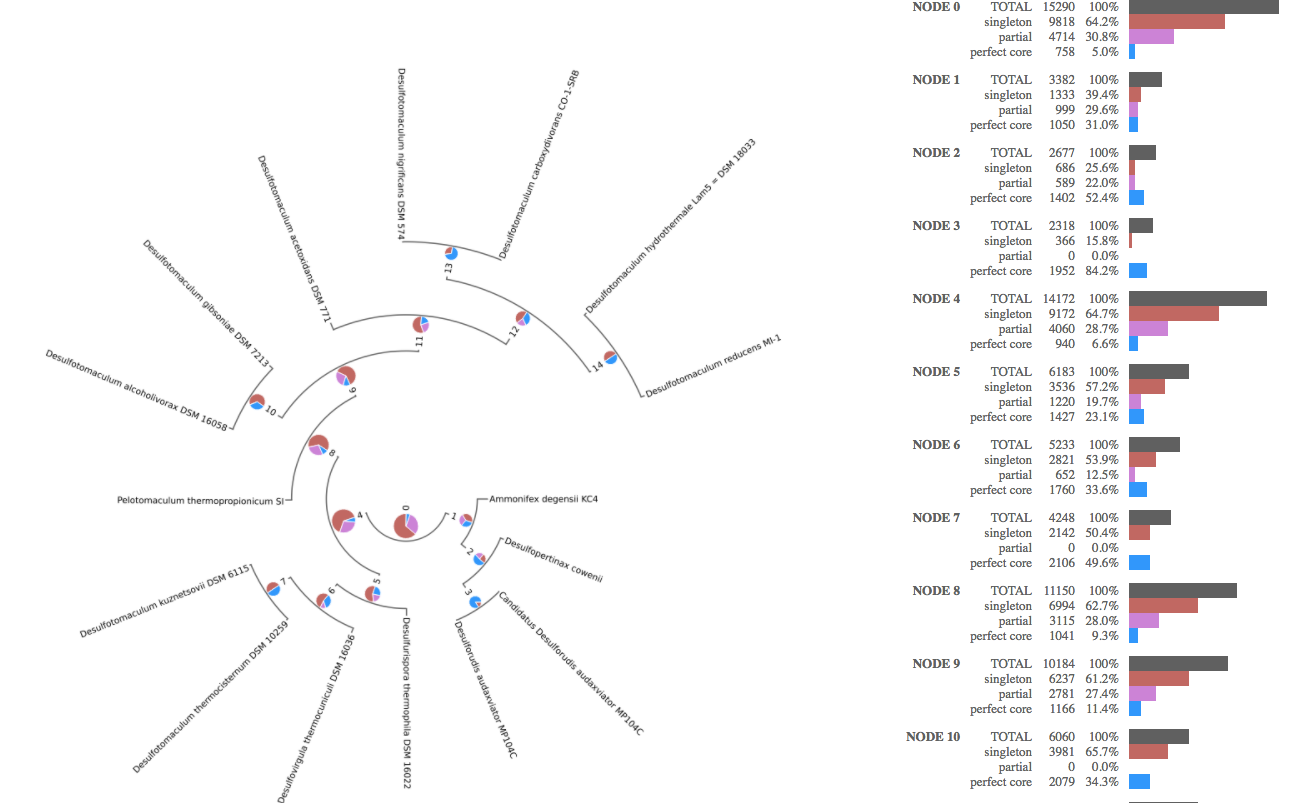 Desulfotomaculum nigrificans DSM 574
Desulfotomaculum carboxydivorans CO-1-SRB
Desulfotomaculum hydrothermale Lam5 = DSM 18033
Desulfotomaculum reducens MI-1
Desulfotomaculum acetoxidans DSM 771
Desulfotomaculum gibsoniae DSM 7213
Desulfotomaculum alcoholivorax DSM 16058
Pelotomaculum thermopropionicum SI
Ammonifex degensii KC4
Desulfopertinax cowenii
Candidatus Desulforudis audaxviator MP104C
Desulforudis audaxviator MP104C
Desulfurispora thermophila DSM 16022
Desulfovirgula thermocuniculi DSM 16036
Desulfotomaculum thermocisternum DSM 10259
Desulfotomaculum kuznetsovii DSM 6115
13
12
14
11
9
10
8
4
0
1
2
3
5
6
7
NODE 0 TOTAL 15290 100%
singleton 9818 64.2%
partial 4714 30.8%
perfect core 758 5.0%
NODE 1 TOTAL 3382 100%
singleton 1333 39.4%
partial 999 29.6%
perfect core 1050 31.0%
NODE 2 TOTAL 2677 100%
singleton 686 25.6%
partial 589 22.0%
perfect core 1402 52.4%
NODE 3 TOTAL 2318 100%
singleton 366 15.8%
partial 0 0.0%
perfect core 1952 84.2%
NODE 4 TOTAL 14172 100%
singleton 9172 64.7%
partial 4060 28.7%
perfect core 940 6.6%
NODE 5 TOTAL 6183 100%
singleton 3536 57.2%
partial 1220 19.7%
perfect core 1427 23.1%
NODE 6 TOTAL 5233 100%
singleton 2821 53.9%
partial 652 12.5%
perfect core 1760 33.6%
NODE 7 TOTAL 4248 100%
singleton 2142 50.4%
partial 0 0.0%
perfect core 2106 49.6%
NODE 8 TOTAL 11150 100%
singleton 6994 62.7%
partial 3115 28.0%
perfect core 1041 9.3%
NODE 9 TOTAL 10184 100%
singleton 6237 61.2%
partial 2781 27.4%
perfect core 1166 11.4%
NODE 10 TOTAL 6060 100%
singleton 3981 65.7%
partial 0 0.0%
perfect core 2079 34.3%